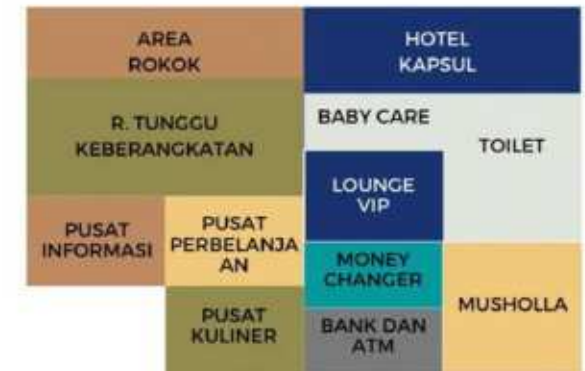 AREA
ROKOK
HOTEL
KAPSUL
R. TUNGGU
KEBERANGKATAN
BABY CARE
TOILET
LOUNGE
VIP
PUSAT
INFORMASI
PUSAT
PERBELANJA
AN
MONEY
CHANGER
MUSHOLLA
PUSAT
KULINER
BANK DAN
ATM